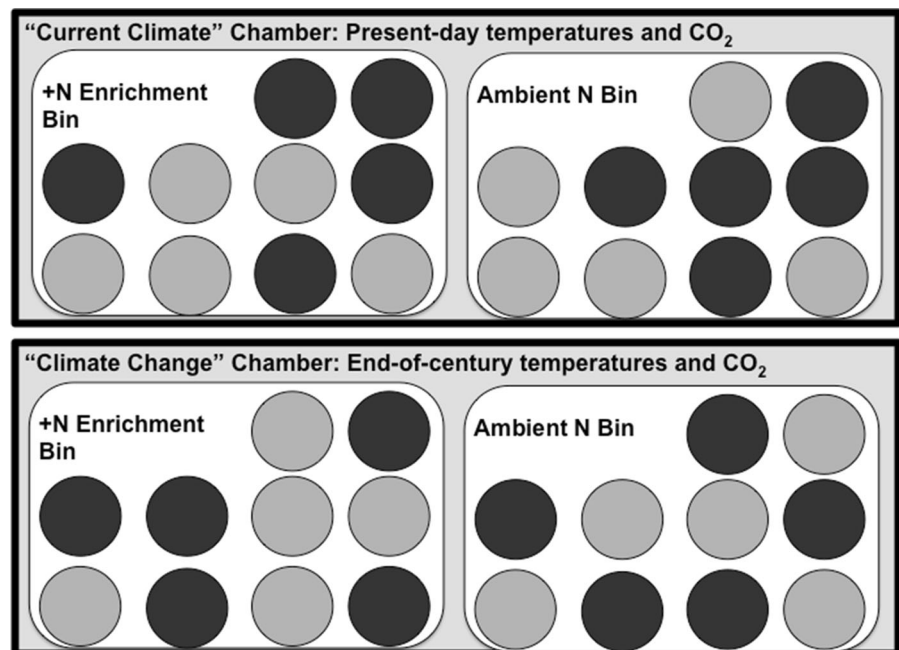 “Current Climate” Chamber: Present-day temperatures and CO₂
+N Enrichment
Bin
Ambient N Bin
“Climate Change” Chamber: End-of-century temperatures and CO₂
+N Enrichment
Bin
Ambient N Bin